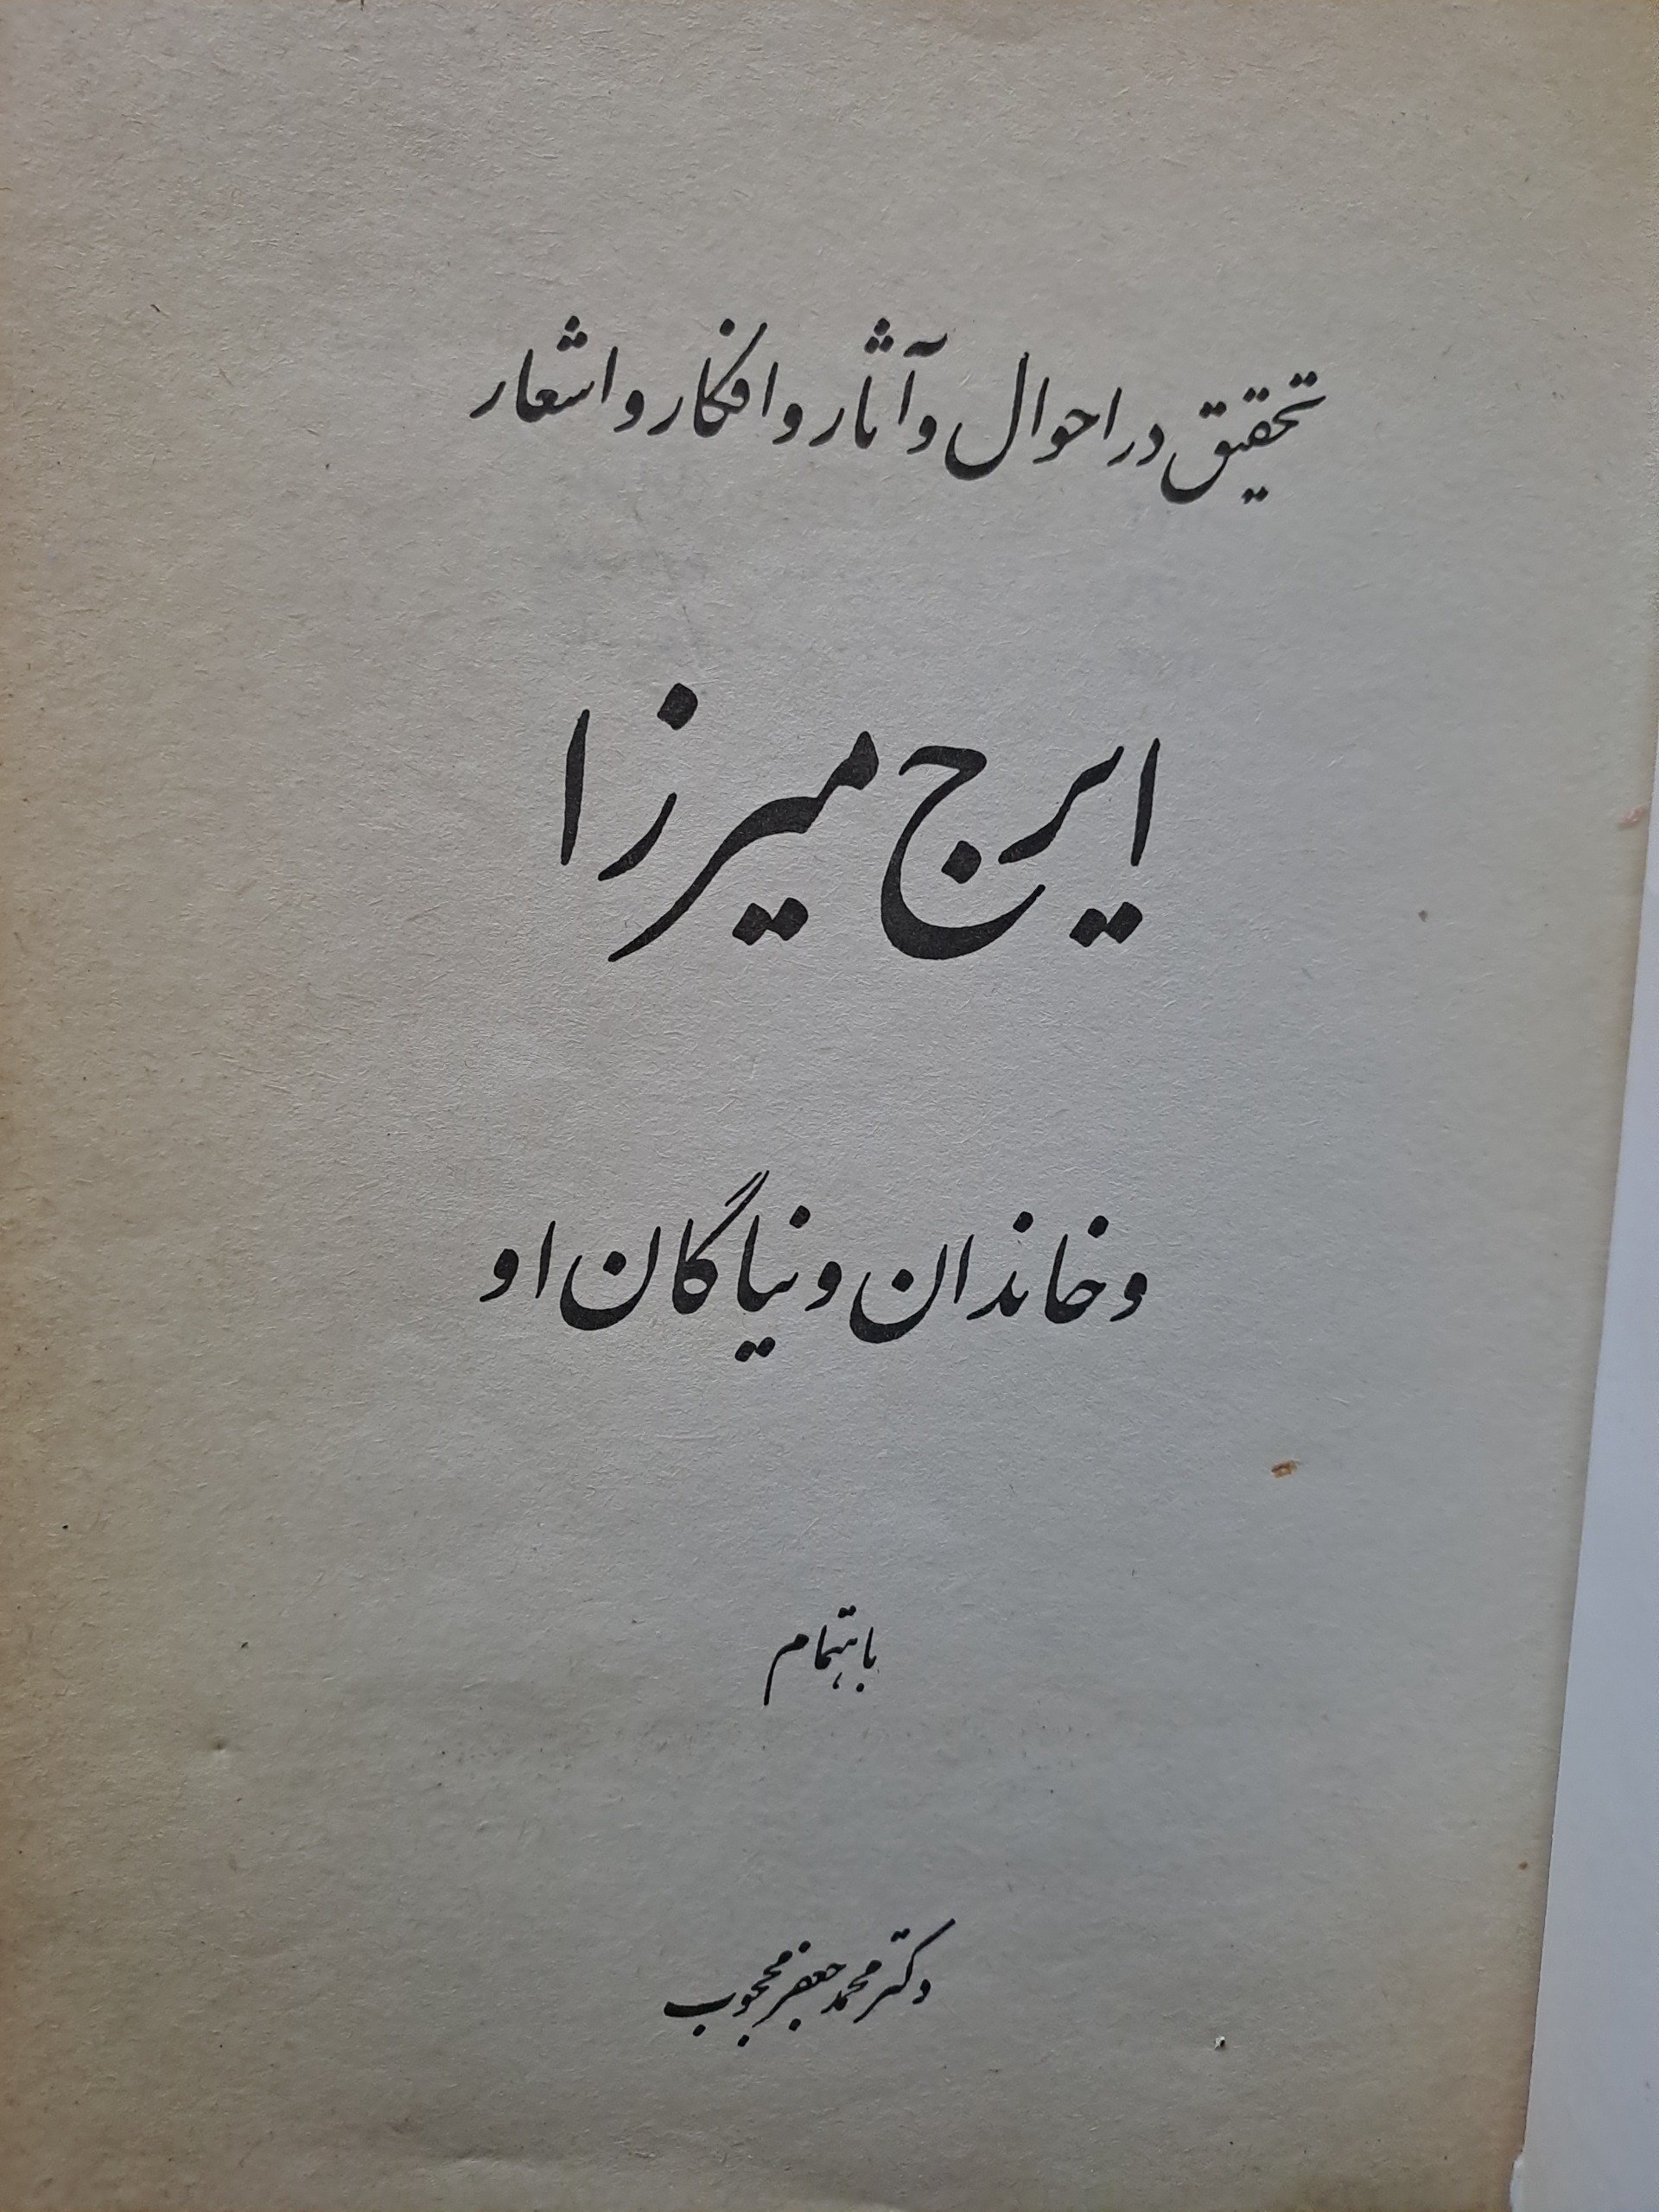 تحقیق در احوال و آثار و افکار و اشعار
ایرج میرزا
و خاندان و نیاگان او
باهتمام
دکتر محمد جعفر محجوب